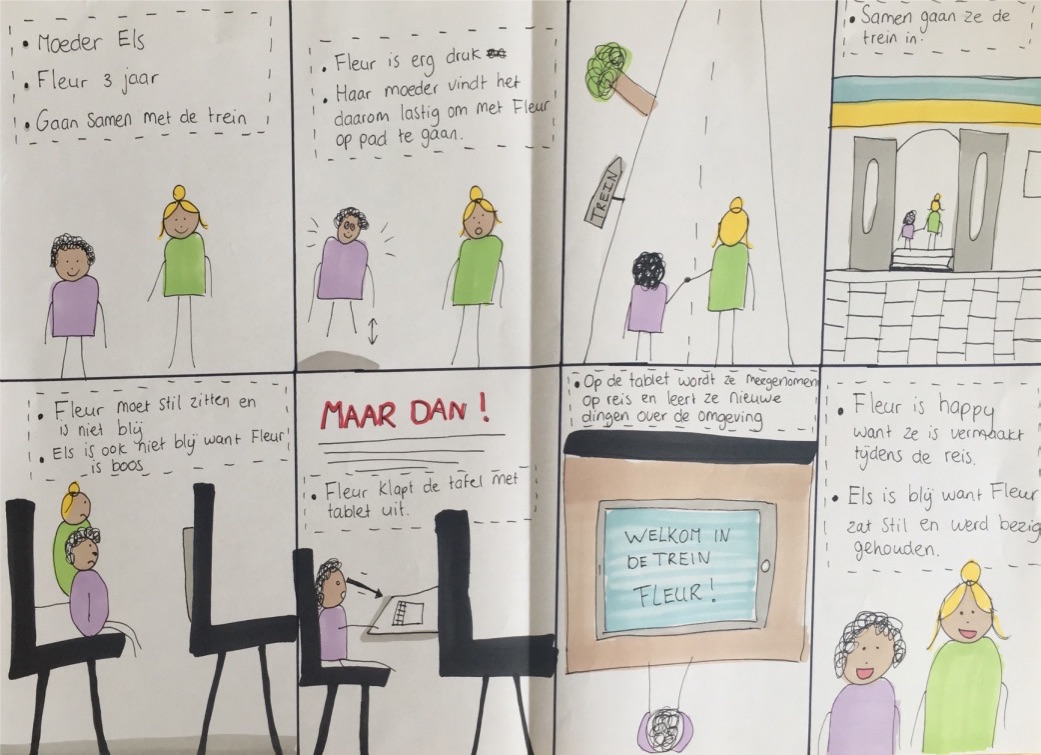 • Moeder Els
• Fleur 3 jaar
• Gaan samen met de trein
• Fleur is erg druk
• Haar moeder vindt het
daarom lastig om met Fleur
op pad te gaan.
TREIN
• Samen gaan ze de
trein in.
• Fleur moet stil zitten en
is niet blij
• Els is ook niet blij want Fleur
is boos
MAAR DAN!
• Fleur klapt de tafel met
tablet uit.
• Op de tablet wordt ze meegenomen
op reis en leert ze nieuwe
dingen over de omgeving
WELKOM IN
DE TREIN
FLEUR!
• Fleur is happy
want ze is vermaakt
tijdens de reis.
• Els is blij want Fleur
zat stil en werd bezig
gehouden.